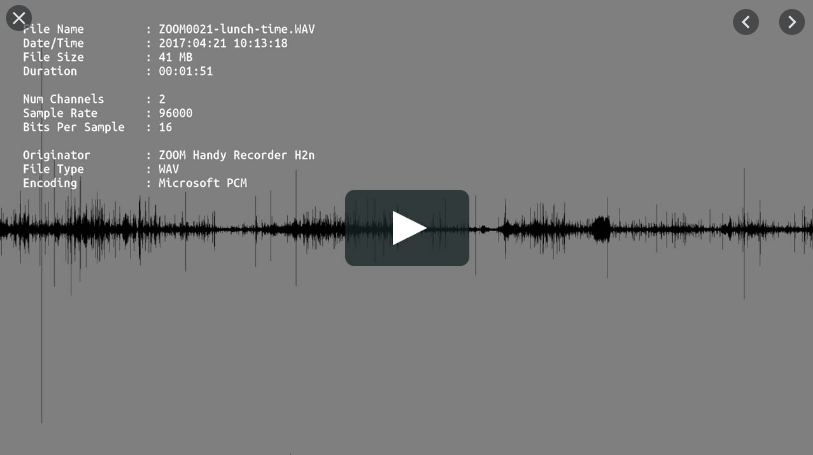 File Name : ZOOM0021-lunch-time.WAV
Date/Time : 2017:04:21 10:13:18
File Size : 41 MB
Duration : 00:01:51
Num Channels : 2
Sample Rate : 96000
Bits Per Sample : 16
Originator : ZOOM Handy Recorder H2n
File Type : WAV
Encoding : Microsoft PCM